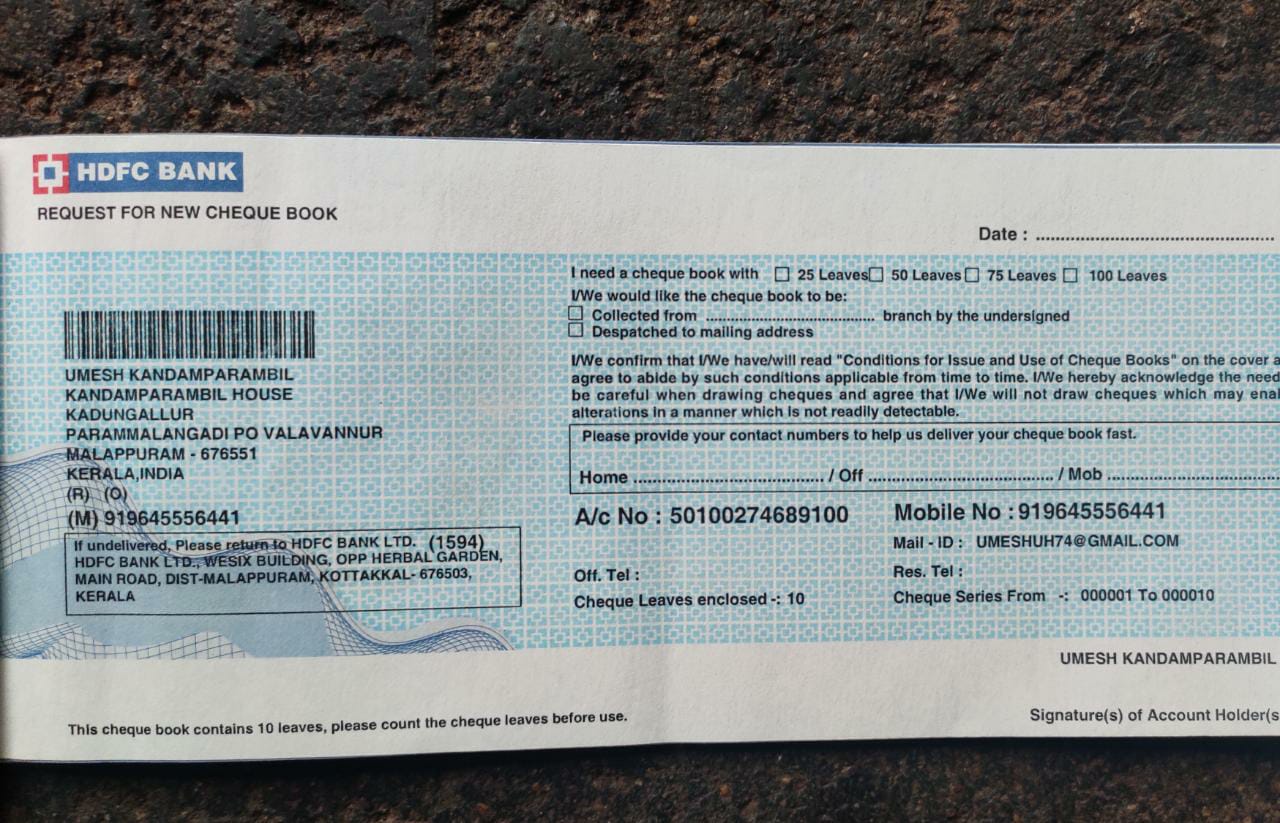 HDFC BANK
REQUEST FOR NEW CHEQUE BOOK
Date : ............................................................
I need a cheque book with 25 Leaves 50 Leaves 75 Leaves 100 Leaves
I/We would like the cheque book to be:
Collected from .......................................... branch by the undersigned
Despatched to mailing address
UMESH KANDAMPARAMBIL
KANDAMPARAMBIL HOUSE
KADUNGALLUR
PARAMMALANGADI PO VALAVANNUR
MALAPPURAM - 676551
KERALA,INDIA
(R) (O)
(M) 919645556441
If undelivered, Please return to HDFC BANK LTD. (1594)
HDFC BANK LTD., WESIX BUILDING, OPP HERBAL GARDEN,
MAIN ROAD, DIST-MALAPPURAM, KOTTAKKAL- 676503,
KERALA
I/We confirm that I/We have/will read "Conditions for Issue and Use of Cheque Books" on the cover
agree to abide by such conditions applicable from time to time. I/We hereby acknowledge the need
be careful when drawing cheques and agree that I/We will not draw cheques which may
alterations in a manner which is not readily detectable.
Please provide your contact numbers to help us deliver your cheque book fast.
Home ................................................ / Off ............................................... / Mob ...........................................
A/c No : 50100274689100 Mobile No :919645556441
Mail - ID : UMESHUH74@GMAIL.COM
Off. Tel : Res. Tel :
Cheque Leaves enclosed -: 10 Cheque Series From -: 000001 To 000010
UMESH KANDAMPARAMBIL
This cheque book contains 10 leaves, please count the cheque leaves before use.
Signature(s) of Account Holder(s